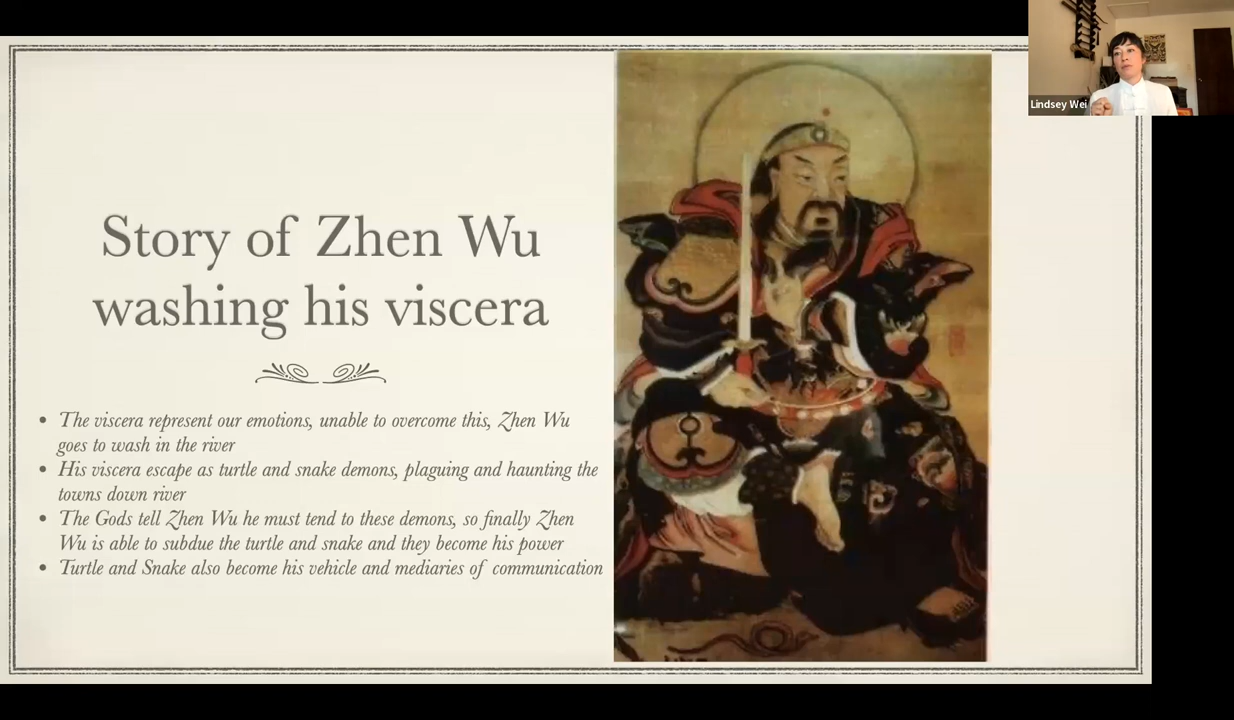 Lindsey Wei
Story of Zhen Wu
washing his viscera
• The viscera represent our emotions, unable to overcome this, Zhen Wu
goes to wash in the river
• His viscera escape as turtle and snake demons, plaguing and haunting the
towns down river
• The Gods tell Zhen Wu he must tend to these demons, so finally Zhen
Wu is able to subdue the turtle and snake and they become his power
• Turtle and Snake also become his vehicle and mediaries of communication